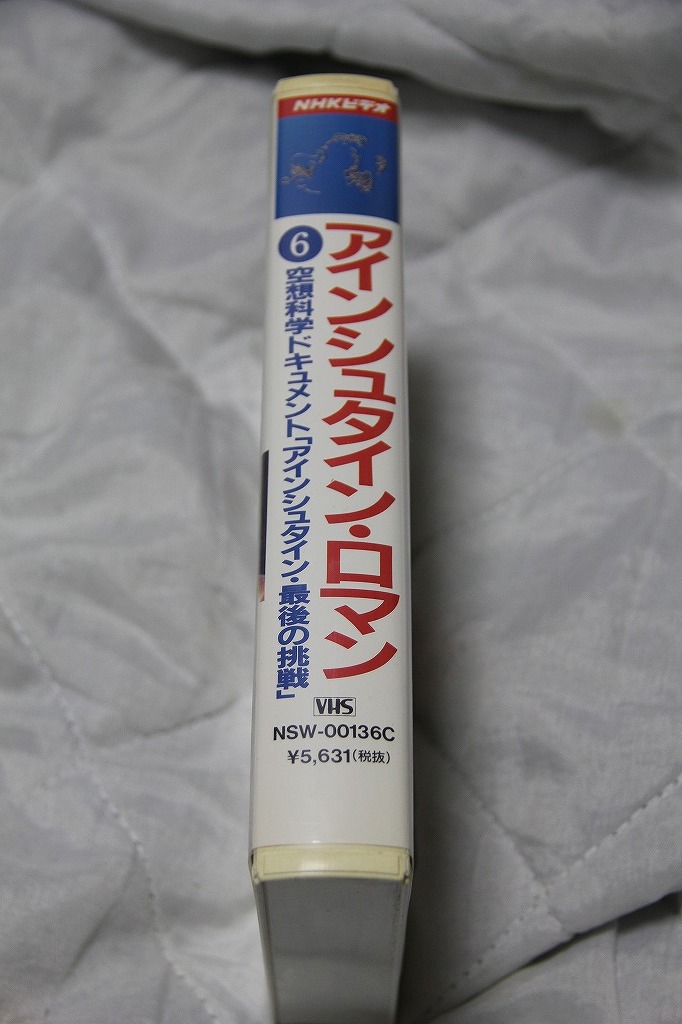 NHKビデオ
アインシュタイン・ロマン
6 空想科学ドキュメント「アインシュタイン・最後の挑戦」
VHS
NSW-00136C
¥5,631(税抜)